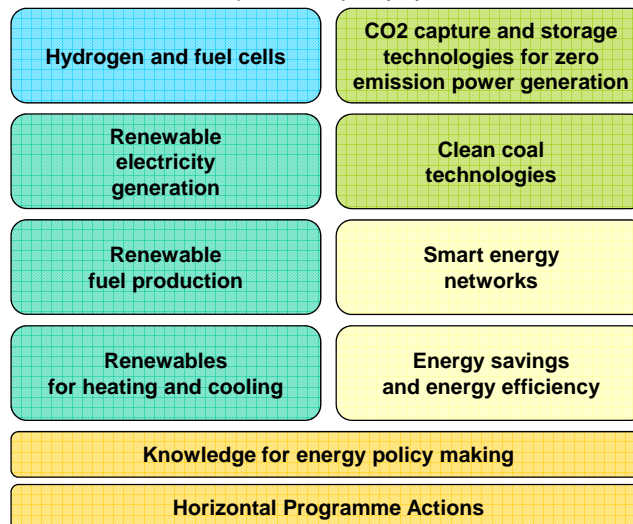 Hydrogen and fuel cells
CO2 capture and storage
technologies for zero
emission power generation
Renewable
electricity
generation
Clean coal
technologies
Renewable
fuel production
Smart energy
networks
Renewables
for heating and cooling
Energy savings
and energy efficiency
Knowledge for energy policy making
Horizontal Programme Actions